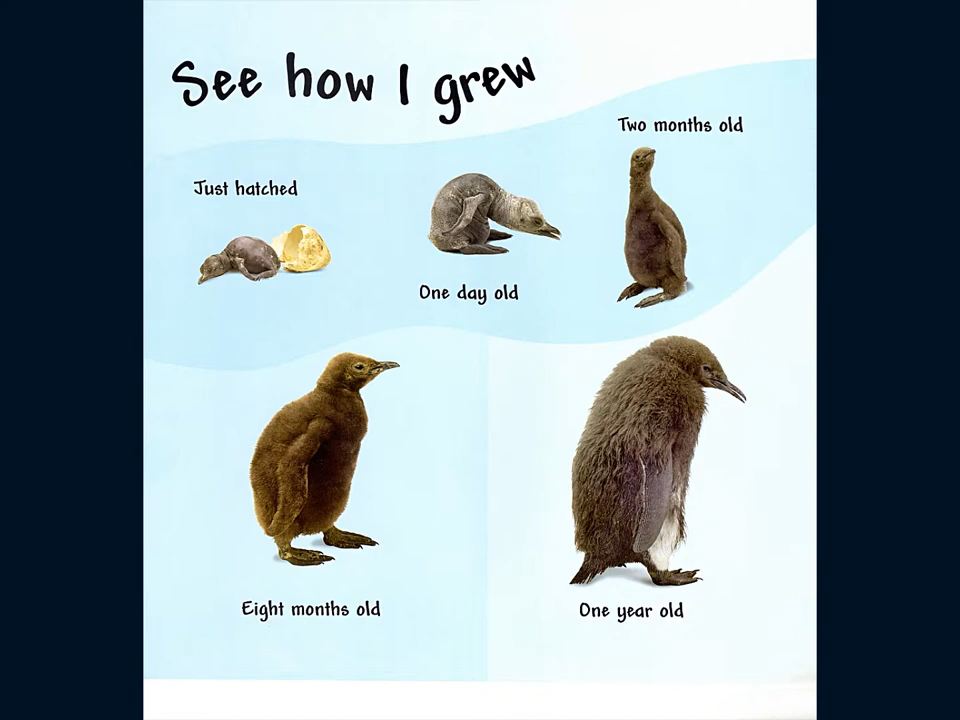 See how I grew
Two months old
Just hatched
One day old
Eight months old
One year old